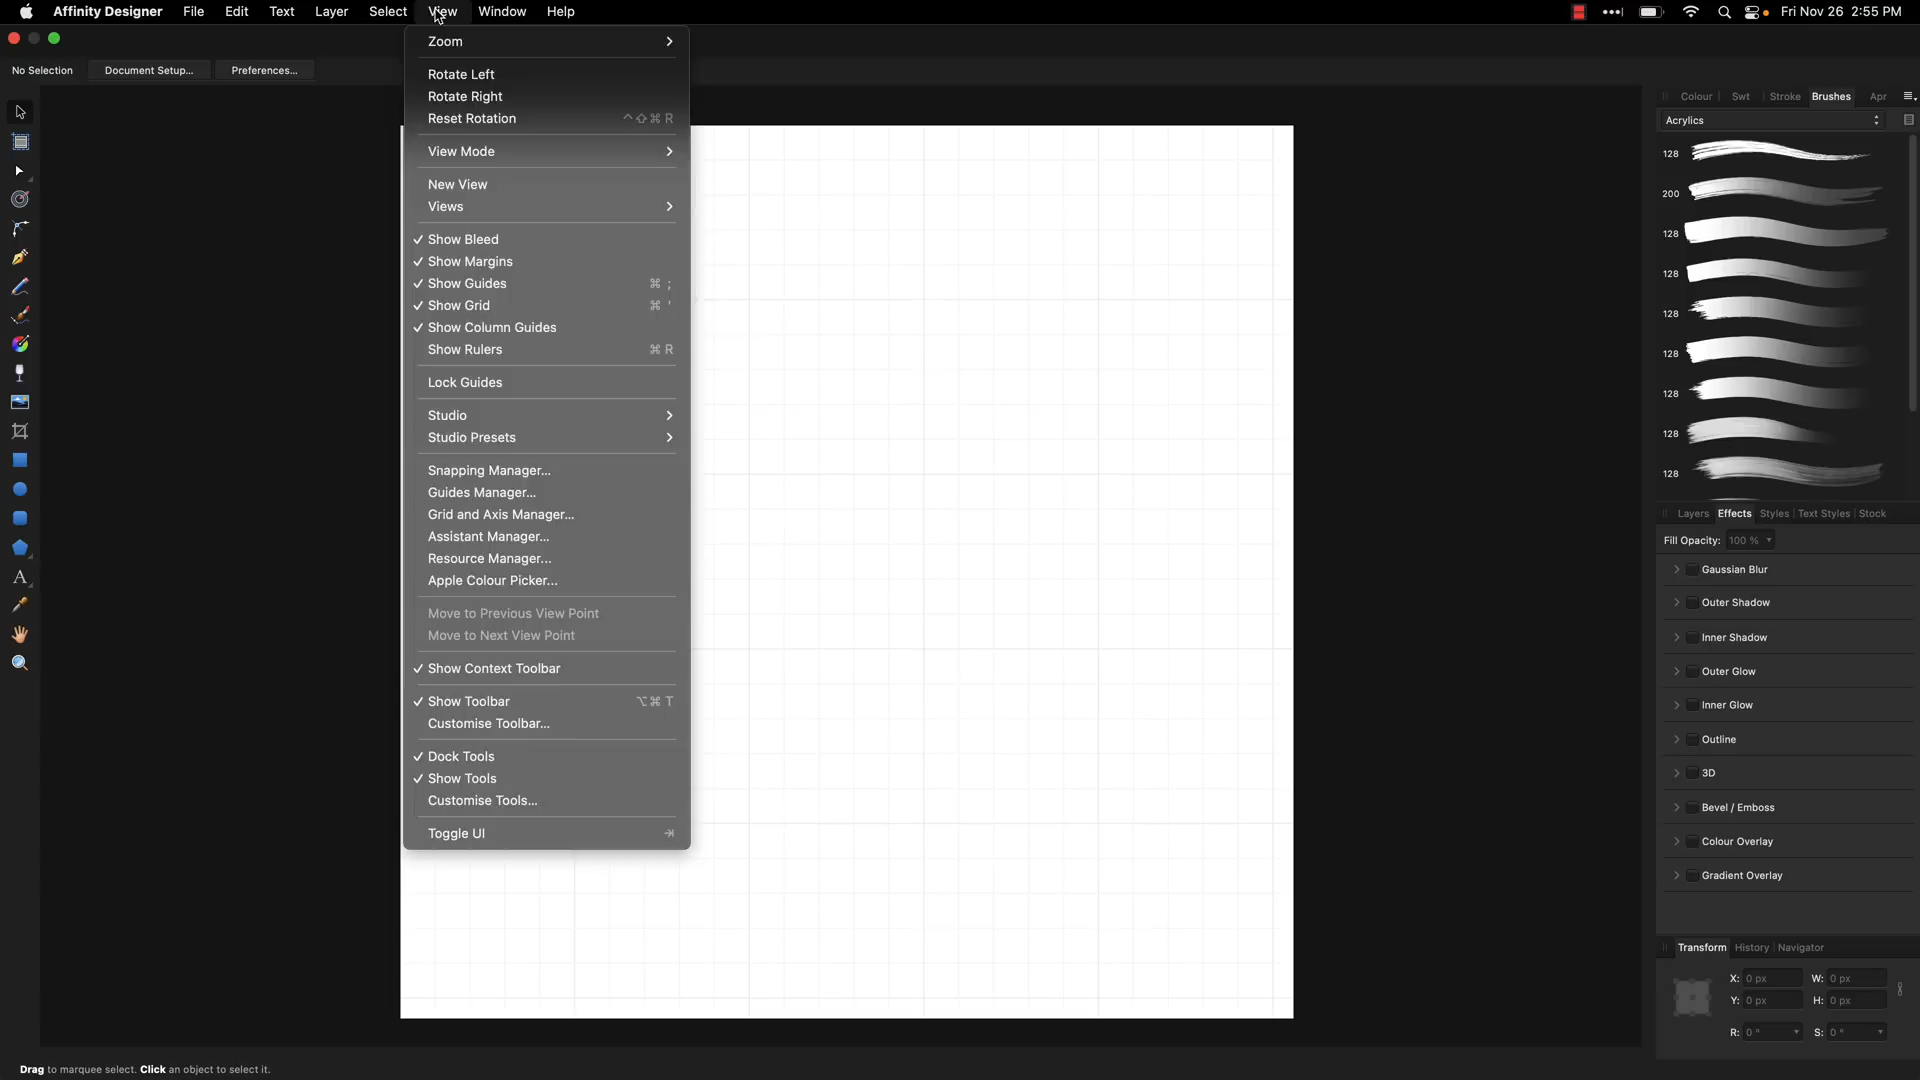 Affinity Designer File Edit Text Layer Select View Window Help Fri Nov 26 2:55 PM
No Selection Document Setup... Preferences...
Zoom
Rotate Left
Rotate Right
Reset Rotation ⌃⇧⌘R
View Mode
New View
Views
✓ Show Bleed
✓ Show Margins
✓ Show Guides ⌘;
✓ Show Grid ⌘'
✓ Show Column Guides
Show Rulers ⌘R
Lock Guides
Studio
Studio Presets
Snapping Manager...
Guides Manager...
Grid and Axis Manager...
Assistant Manager...
Resource Manager...
Apple Colour Picker...
Move to Previous View Point
Move to Next View Point
✓ Show Context Toolbar
✓ Show Toolbar ⌥⌘T
Customise Toolbar...
✓ Dock Tools
✓ Show Tools
Customise Tools...
Toggle UI ⇥
Colour Swt Stroke Brushes Apr
Acrylics
128
200
128
128
128
128
128
128
128
Layers Effects Styles Text Styles Stock
Fill Opacity: 100 %
Gaussian Blur
Outer Shadow
Inner Shadow
Outer Glow
Inner Glow
Outline
3D
Bevel / Emboss
Colour Overlay
Gradient Overlay
Transform History Navigator
X: 0 px W: 0 px
Y: 0 px H: 0 px
R: 0 ° S: 0 °
Drag to marquee select. Click an object to select it.